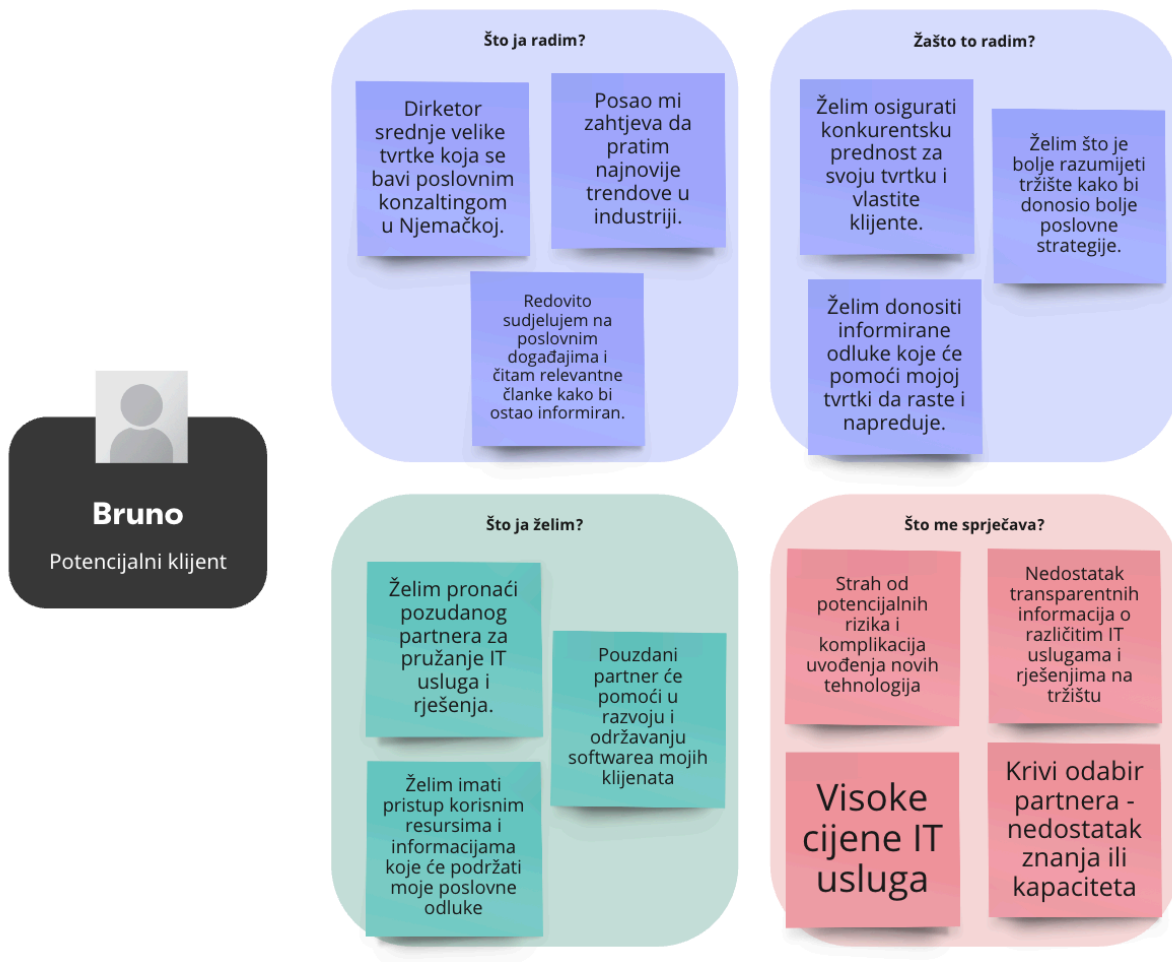 Što ja radim?
Dirketor
srednje velike
tvrtke koja se
bavi poslovnim
konzaltingom
u Njemačkoj.
Posao mi
zahtjeva da
pratim
najnovije
trendove u
industriji.
Redovito
sudjelujem na
poslovnim
događajima i
čitam relevantne
članke kako bi
ostao informiran.
Žašto to radim?
Želim osigurati
konkurentsku
prednost za
svoju tvrtku i
vlastite
klijente.
Želim što je
bolje razumijeti
tržište kako bi
donosio bolje
poslovne
strategije.
Želim donositi
informirane
odluke koje će
pomoći mojoj
tvrtki da raste i
napreduje.
Bruno
Potencijalni klijent
Što ja želim?
Želim pronaći
pozudanog
partnera za
pružanje IT
usluga i
rješenja.
Pouzdani
partner će
pomoći u
razvoju i
održavanju
softwarea mojih
klijenata
Želim imati
pristup korisnim
resursima i
informacijama
koje će podržati
moje poslovne
odluke
Što me sprječava?
Strah od
potencijalnih
rizika i
komplikacija
uvođenja novih
tehnologija
Nedostatak
transparentnih
informacija o
različitim IT
uslugama i
rješenjima na
tržištu
Visoke
cijene IT
usluga
Krivi odabir
partnera -
nedostatak
znanja ili
kapaciteta